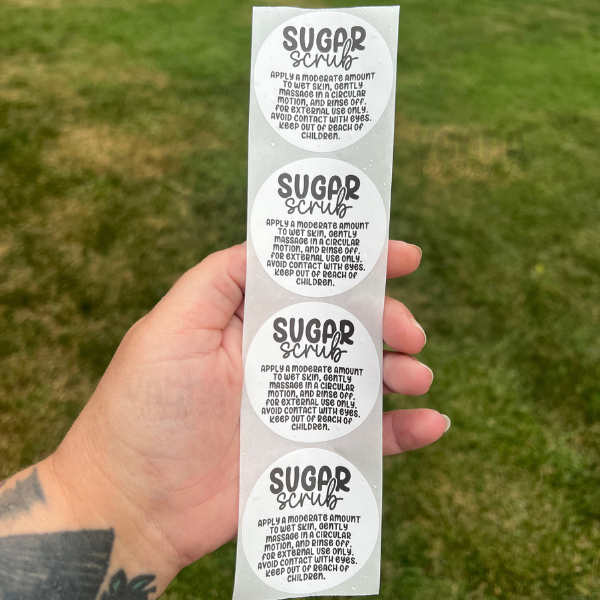 SUGAR
scrub
APPLY A MODERATE AMOUNT
TO WET SKIN, GENTLY
MASSAGE IN A CIRCULAR
MOTION, AND RINSE OFF.
FOR EXTERNAL USE ONLY.
AVOID CONTACT WITH EYES.
KEEP OUT OF REACH OF
CHILDREN.
SUGAR
scrub
APPLY A MODERATE AMOUNT
TO WET SKIN, GENTLY
MASSAGE IN A CIRCULAR
MOTION, AND RINSE OFF.
FOR EXTERNAL USE ONLY.
AVOID CONTACT WITH EYES.
KEEP OUT OF REACH OF
CHILDREN.
SUGAR
scrub
APPLY A MODERATE AMOUNT
TO WET SKIN, GENTLY
MASSAGE IN A CIRCULAR
MOTION, AND RINSE OFF.
FOR EXTERNAL USE ONLY.
AVOID CONTACT WITH EYES.
KEEP OUT OF REACH OF
CHILDREN.
SUGAR
scrub
APPLY A MODERATE AMOUNT
TO WET SKIN, GENTLY
MASSAGE IN A CIRCULAR
MOTION, AND RINSE OFF.
FOR EXTERNAL USE ONLY.
AVOID CONTACT WITH EYES.
KEEP OUT OF REACH OF
CHILDREN.